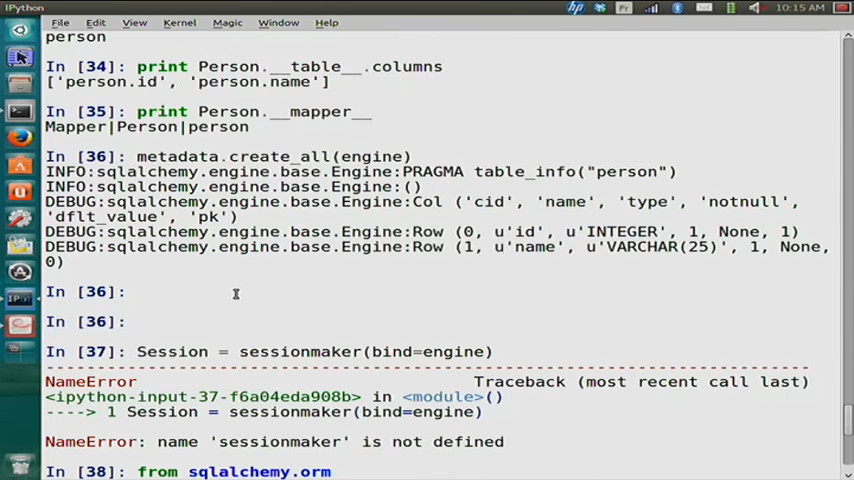 IPython
Fr
10:15 AM
File Edit View Kernel Magic Window Help
person
In [34]: print Person.__table__.columns
['person.id', 'person.name']
In [35]: print Person.__mapper__
Mapper|Person|person
In [36]: metadata.create_all(engine)
INFO:sqlalchemy.engine.base.Engine:PRAGMA table_info("person")
INFO:sqlalchemy.engine.base.Engine:()
DEBUG:sqlalchemy.engine.base.Engine:Col ('cid', 'name', 'type', 'notnull',
'dflt_value', 'pk')
DEBUG:sqlalchemy.engine.base.Engine:Row (0, u'id', u'INTEGER', 1, None, 1)
DEBUG:sqlalchemy.engine.base.Engine:Row (1, u'name', u'VARCHAR(25)', 1, None,
0)
In [36]:
In [36]:
In [37]: Session = sessionmaker(bind=engine)
---------------------------------------------------------------------------
NameError Traceback (most recent call last)
<ipython-input-37-f6a04eda908b> in <module>()
----> 1 Session = sessionmaker(bind=engine)
NameError: name 'sessionmaker' is not defined
In [38]: from sqlalchemy.orm